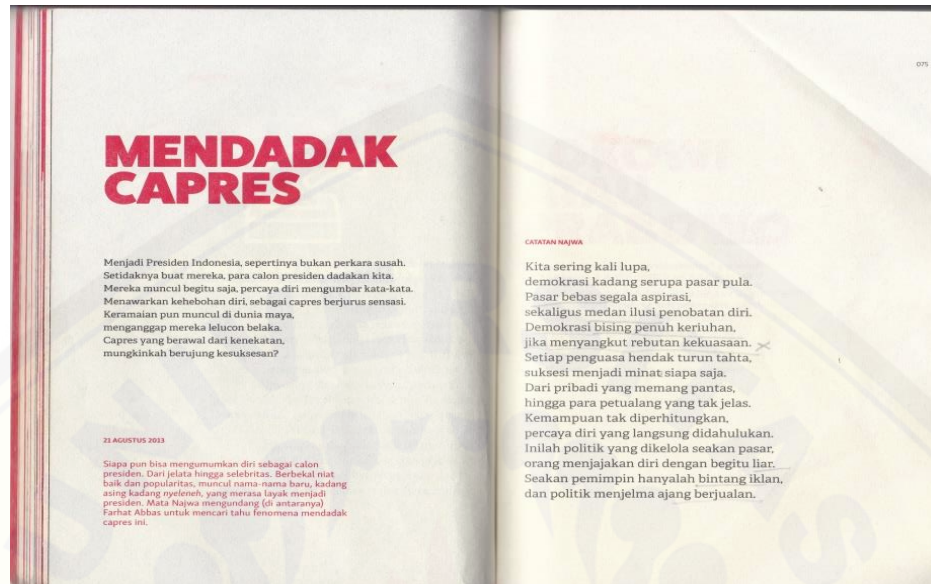 MENDADAK
CAPRES
Menjadi Presiden Indonesia, sepertinya bukan perkara susah.
Setidaknya buat mereka, para calon presiden dadakan kita.
Mereka muncul begitu saja, percaya diri mengumbar kata-kata.
Menawarkan kehebohan diri, sebagai capres berjurus sensasi.
Keramaian pun muncul di dunia maya,
menganggap mereka lelucon belaka.
Capres yang berawal dari kenekatan,
mungkinkah berujung kesuksesan?
21 AGUSTUS 2013
Siapa pun bisa mengumumkan diri sebagai calon
presiden. Dari jelata hingga selebritas. Berbekal niat
baik dan popularitas, muncul nama-nama baru, kadang
asing kadang nyeleneh, yang merasa layak menjadi
presiden. Mata Najwa mengundang (di antaranya)
Farhat Abbas untuk mencari tahu fenomena mendadak
capres ini.
075
CATATAN NAJWA
Kita sering kali lupa,
demokrasi kadang serupa pasar pula.
Pasar bebas segala aspirasi,
sekaligus medan ilusi penobatan diri.
Demokrasi bising penuh keriuhan,
jika menyangkut rebutan kekuasaan.
Setiap penguasa hendak turun tahta,
suksesi menjadi minat siapa saja.
Dari pribadi yang memang pantas,
hingga para petualang yang tak jelas.
Kemampuan tak diperhitungkan,
percaya diri yang langsung didahulukan.
Inilah politik yang dikelola seakan pasar,
orang menjajakan diri dengan begitu liar.
Seakan pemimpin hanyalah bintang iklan,
dan politik menjelma ajang berjualan.